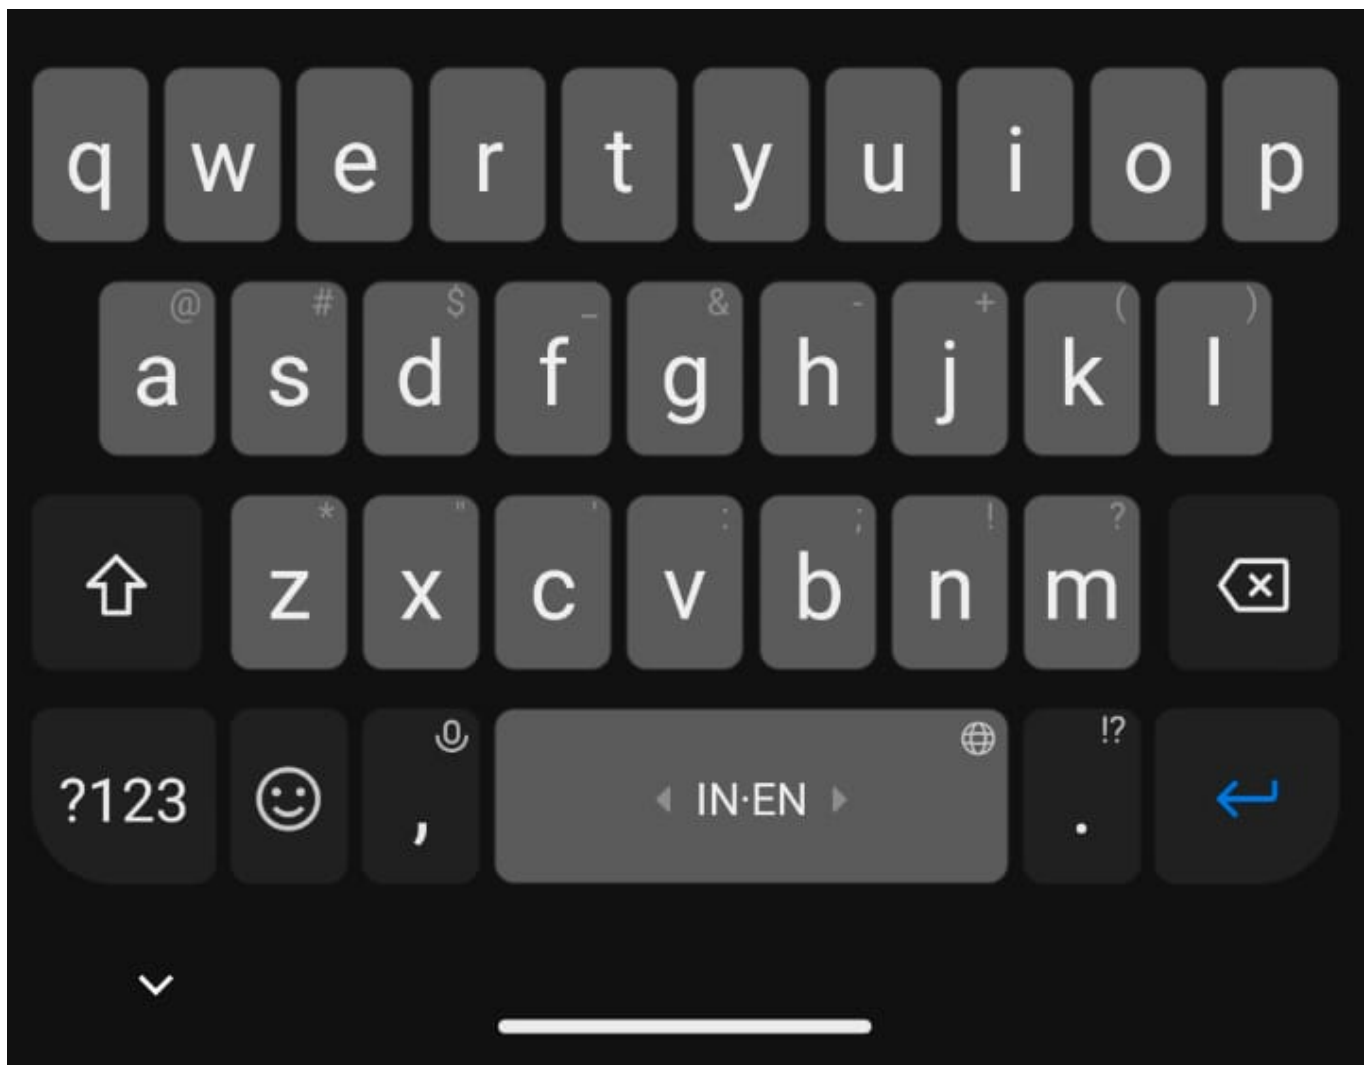 q w e r t y u i o p
@ # $ _ & - + ( )
a s d f g h j k l
* " ' : ; ! ?
z x c v b n m
!?
?123 , IN·EN .